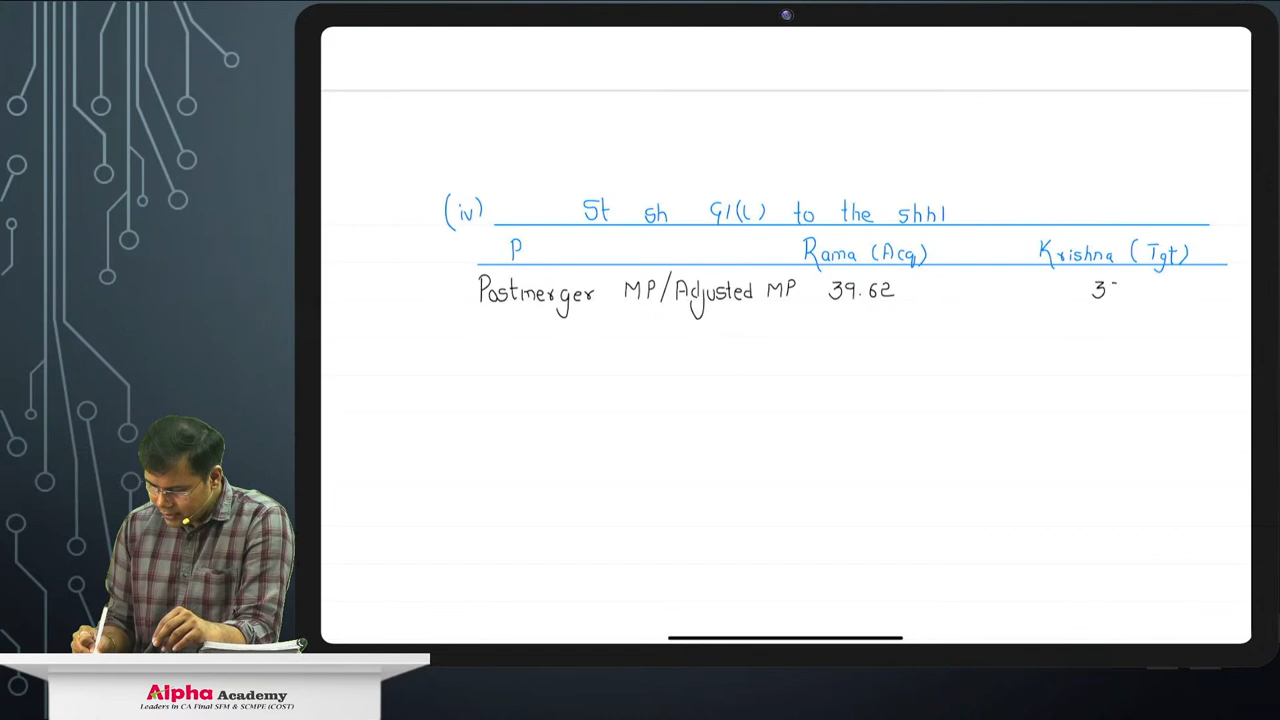 (iv) St sh G/(L) to the shhl
P Rama (Acq) Krishna (Tgt)
Postmerger MP/Adjusted MP 39.62 3
Alpha Academy
Leaders in CA Final SFM & SCMPE (COST)